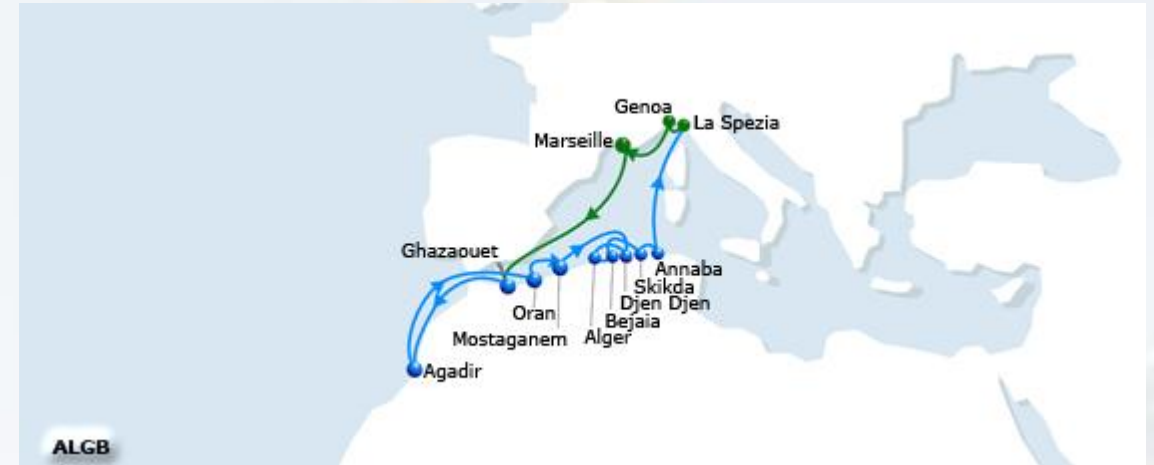 Genoa
La Spezia
Marseille
Ghazaouet
Annaba
Skikda
Djen Djen
Oran
Bejaia
Mostaganem
Alger
Agadir
ALGB